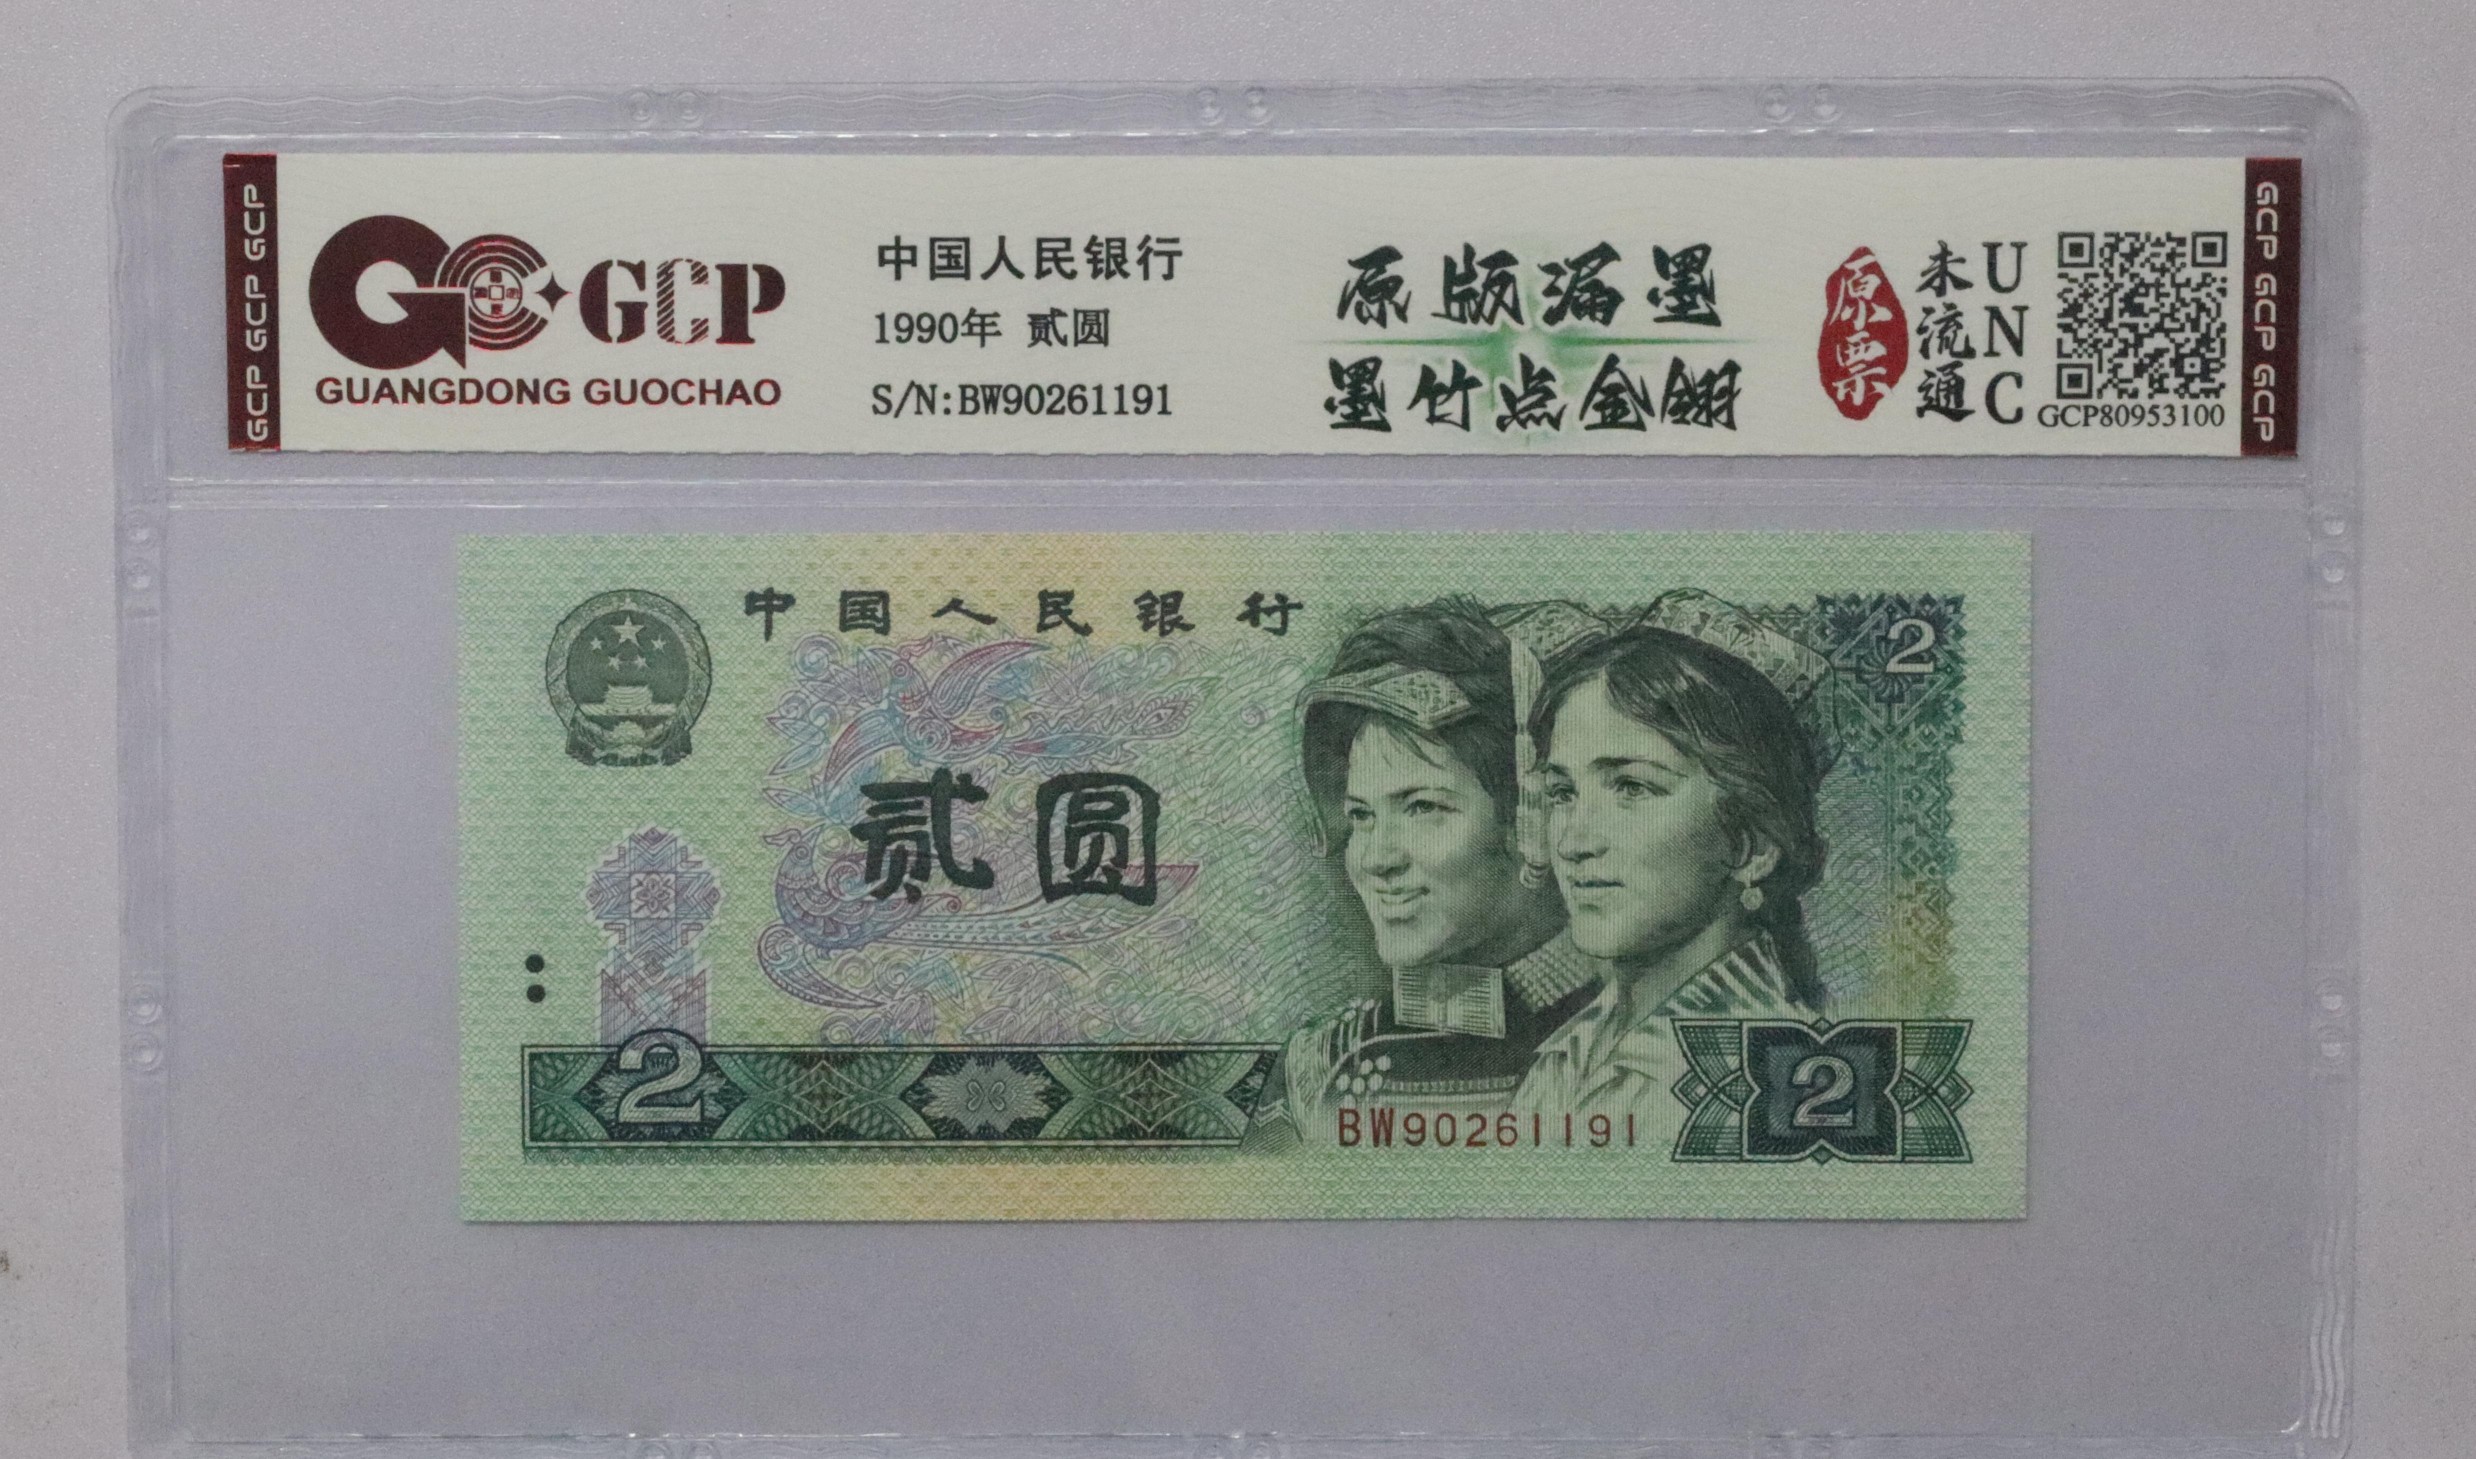 GCP GCP GCP
GCP
GUANGDONG GUOCHAO
中国人民银行
1990年 贰圆
S/N:BW90261191
原版漏墨
墨竹点金翎
原票
未流通
UNC
GCP80953100
GCP GCP GCP
中国人民银行
2
贰圆
2
BW90261191
2